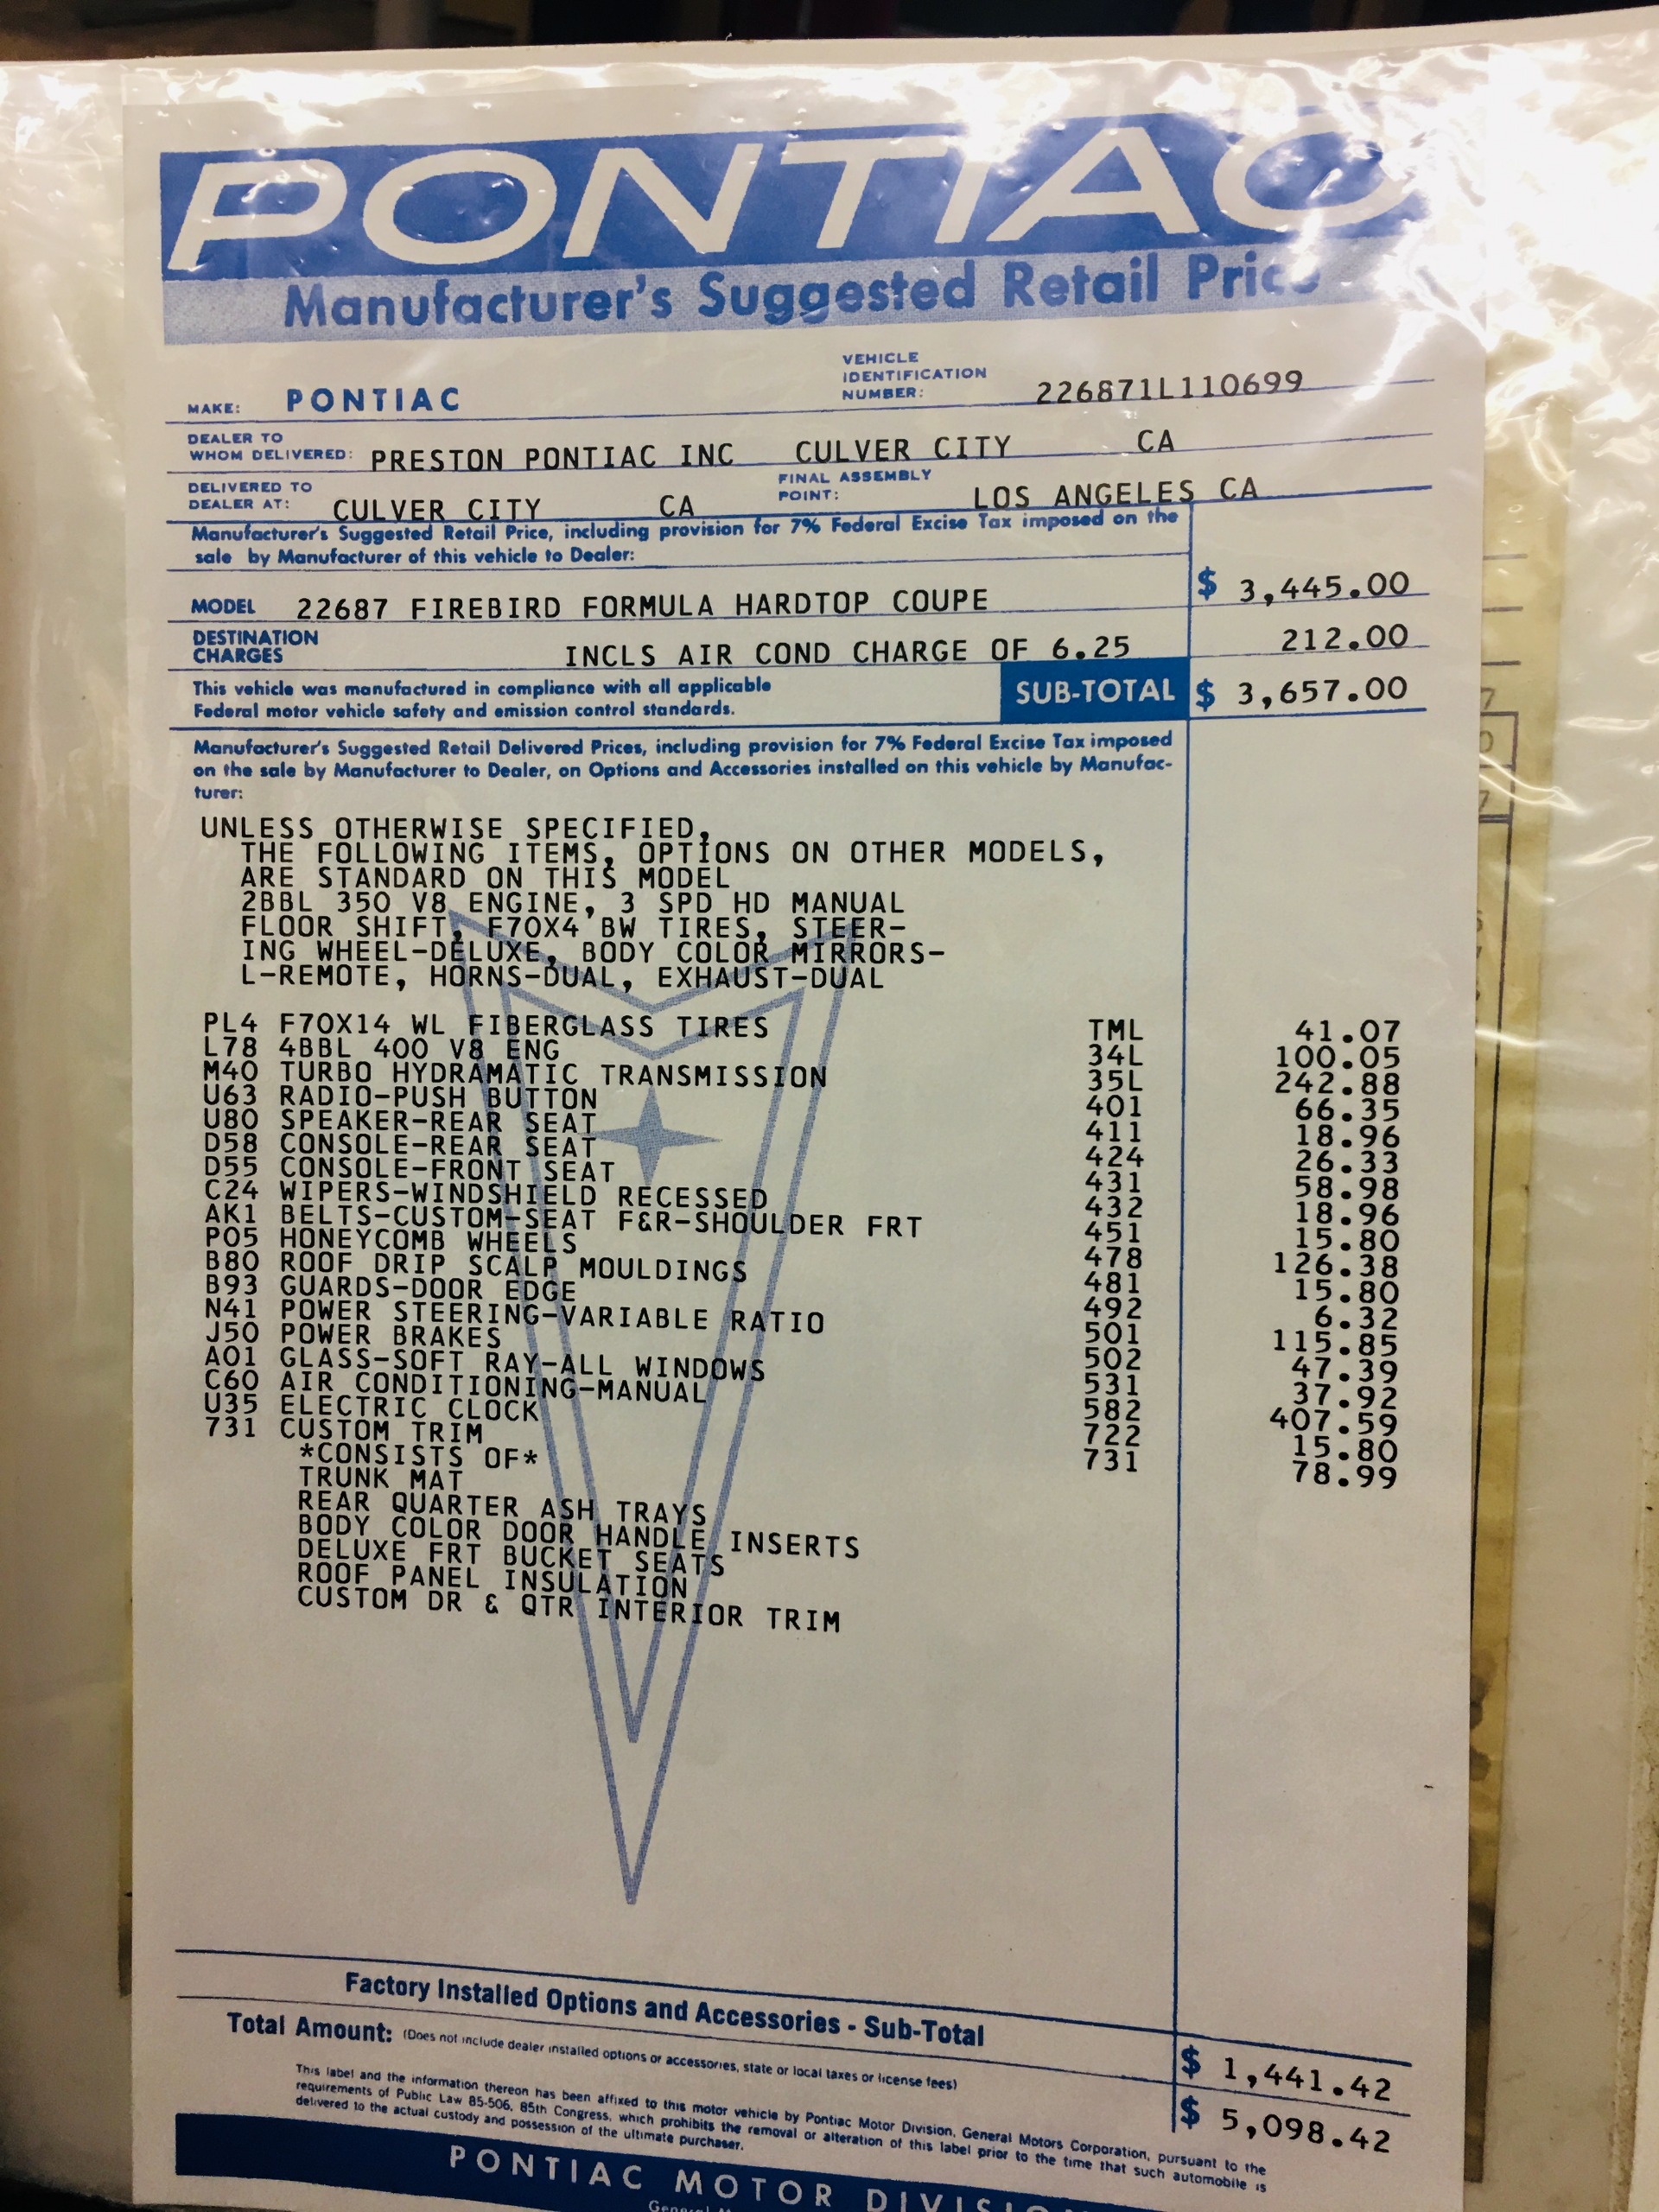 PONTIAC
Manufacturer's Suggested Retail Price
MAKE: PONTIAC VEHICLE IDENTIFICATION NUMBER: 226871L110699
DEALER TO WHOM DELIVERED: PRESTON PONTIAC INC CULVER CITY CA
DELIVERED TO DEALER AT: CULVER CITY CA FINAL ASSEMBLY POINT: LOS ANGELES CA
Manufacturer's Suggested Retail Price, including provision for 7% Federal Excise Tax imposed on the
sale by Manufacturer of this vehicle to Dealer:
MODEL 22687 FIREBIRD FORMULA HARDTOP COUPE $ 3,445.00
DESTINATION CHARGES INCLS AIR COND CHARGE OF 6.25 212.00
This vehicle was manufactured in compliance with all applicable
Federal motor vehicle safety and emission control standards.
SUB-TOTAL $ 3,657.00
Manufacturer's Suggested Retail Delivered Prices, including provision for 7% Federal Excise Tax imposed
on the sale by Manufacturer to Dealer, on Options and Accessories installed on this vehicle by Manufac-
turer:
UNLESS OTHERWISE SPECIFIED,
THE FOLLOWING ITEMS, OPTIONS ON OTHER MODELS,
ARE STANDARD ON THIS MODEL
2BBL 350 V8 ENGINE, 3 SPD HD MANUAL
FLOOR SHIFT, F70X4 BW TIRES, STEER-
ING WHEEL-DELUXE, BODY COLOR MIRRORS-
L-REMOTE, HORNS-DUAL, EXHAUST-DUAL
PL4 F70X14 WL FIBERGLASS TIRES TML 41.07
L78 4BBL 400 V8 ENG 34L 100.05
M40 TURBO HYDRAMATIC TRANSMISSION 35L 242.88
U63 RADIO-PUSH BUTTON 401 66.35
U80 SPEAKER-REAR SEAT 411 18.96
D58 CONSOLE-REAR SEAT 424 26.33
D55 CONSOLE-FRONT SEAT 431 58.98
C24 WIPERS-WINDSHIELD RECESSED 432 18.96
AK1 BELTS-CUSTOM-SEAT F&R-SHOULDER FRT 451 15.80
P05 HONEYCOMB WHEELS 478 126.38
B80 ROOF DRIP SCALP MOULDINGS 481 15.80
B93 GUARDS-DOOR EDGE 492 6.32
N41 POWER STEERING-VARIABLE RATIO 501 115.85
J50 POWER BRAKES 502 47.39
A01 GLASS-SOFT RAY-ALL WINDOWS 531 37.92
C60 AIR CONDITIONING-MANUAL 582 407.59
U35 ELECTRIC CLOCK 722 15.80
731 CUSTOM TRIM 731 78.99
*CONSISTS OF*
TRUNK MAT
REAR QUARTER ASH TRAYS
BODY COLOR DOOR HANDLE INSERTS
DELUXE FRT BUCKET SEATS
ROOF PANEL INSULATION
CUSTOM DR & QTR INTERIOR TRIM
Factory Installed Options and Accessories - Sub-Total $ 1,441.42
Total Amount: (Does not include dealer installed options or accessories, state or local taxes or license fees) $ 5,098.42
This label and the information thereon has been affixed to this motor vehicle by Pontiac Motor Division, General Motors Corporation, pursuant to the
requirements of Public Law 85-506, 85th Congress, which prohibits the removal or alteration of this label prior to the time that such automobile is
delivered to the actual custody and possession of the ultimate purchaser.
PONTIAC MOTOR
General